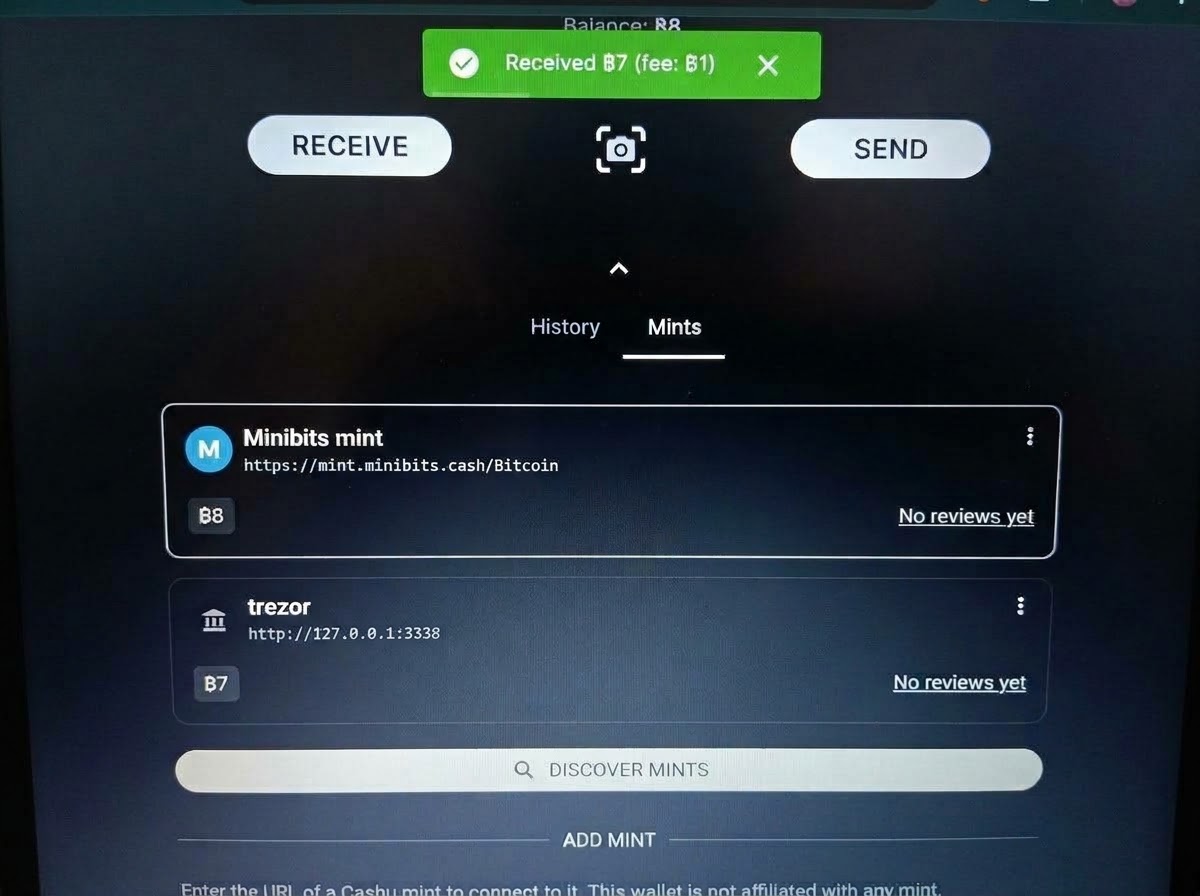 Balance: ₿8
Received ₿7 (fee: ₿1)
RECEIVE
SEND
History
Mints
M
Minibits mint
https://mint.minibits.cash/Bitcoin
₿8
No reviews yet
trezor
http://127.0.0.1:3338
₿7
No reviews yet
DISCOVER MINTS
ADD MINT
Enter the URL of a Cashu mint to connect to it. This wallet is not affiliated with any mint.